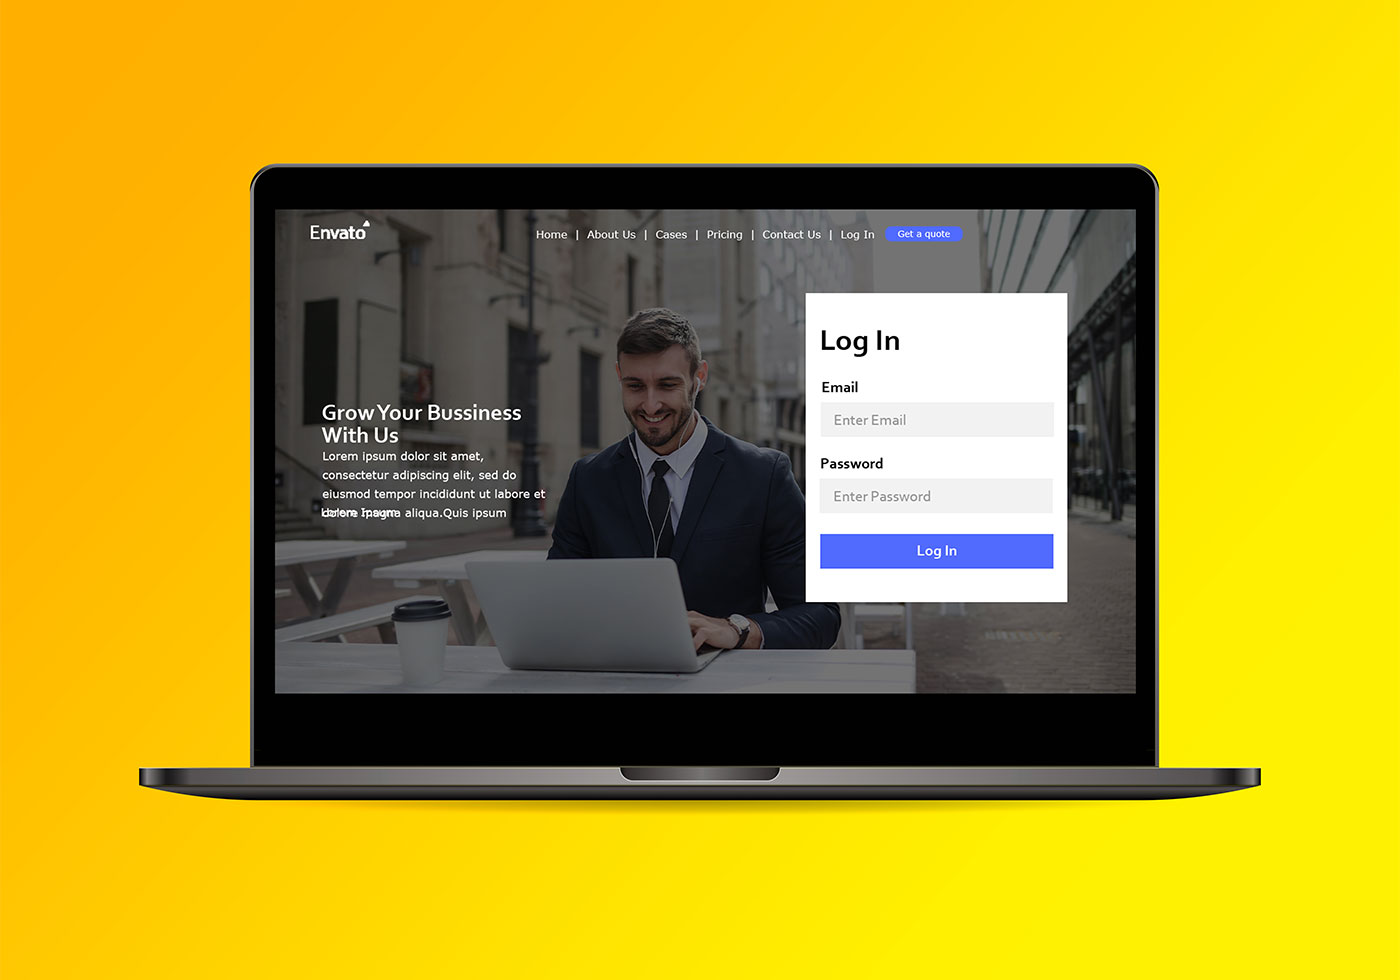 Envato
Home | About Us | Cases | Pricing | Contact Us | Log In Get a quote
Grow Your Bussiness
With Us
Lorem ipsum dolor sit amet,
consectetur adipiscing elit, sed do
eiusmod tempor incididunt ut labore et
aliqua.Quis ipsum
Log In
Email
Enter Email
Password
Enter Password
Log In